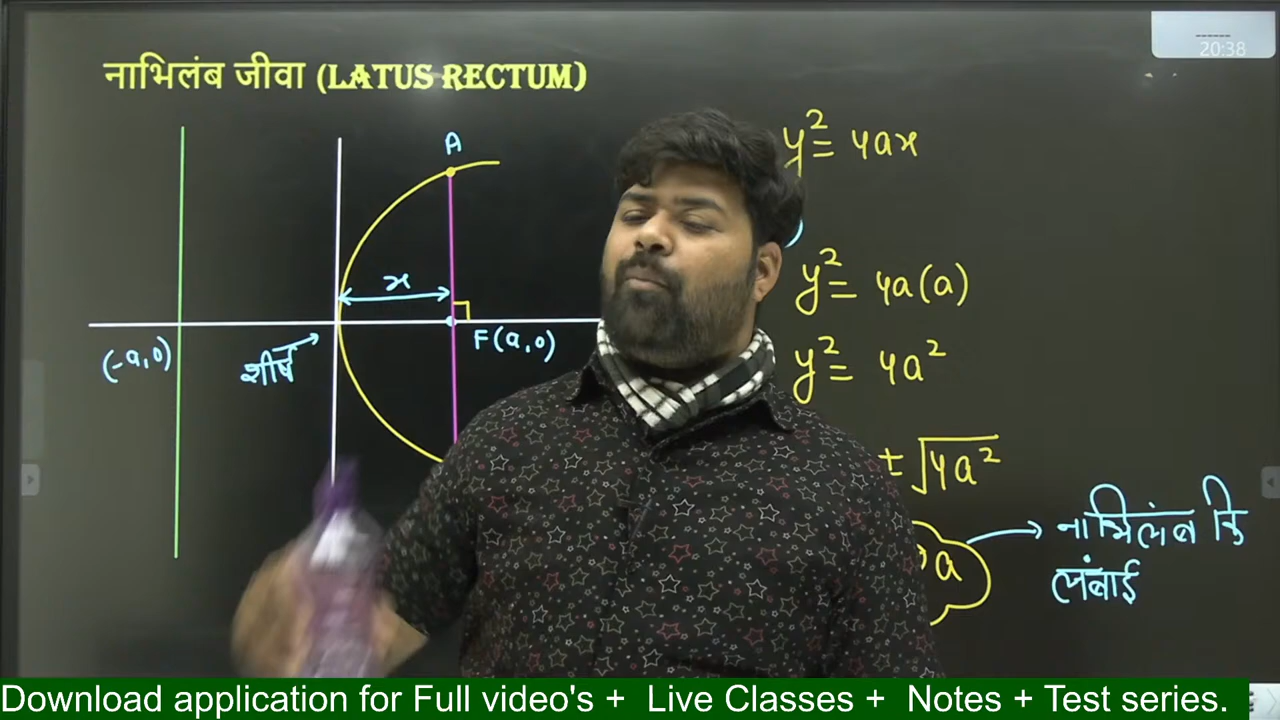 20:38
नाभिलंब जीवा (LATUS RECTUM)
A
y² = 4ax
x
y² = 4a(a)
F(a,0)
(-a,0)
शीर्ष
y² = 4a²
± √4a²
a
नाभिलंब कि
लंबाई
Download application for Full video's + Live Classes + Notes + Test series.